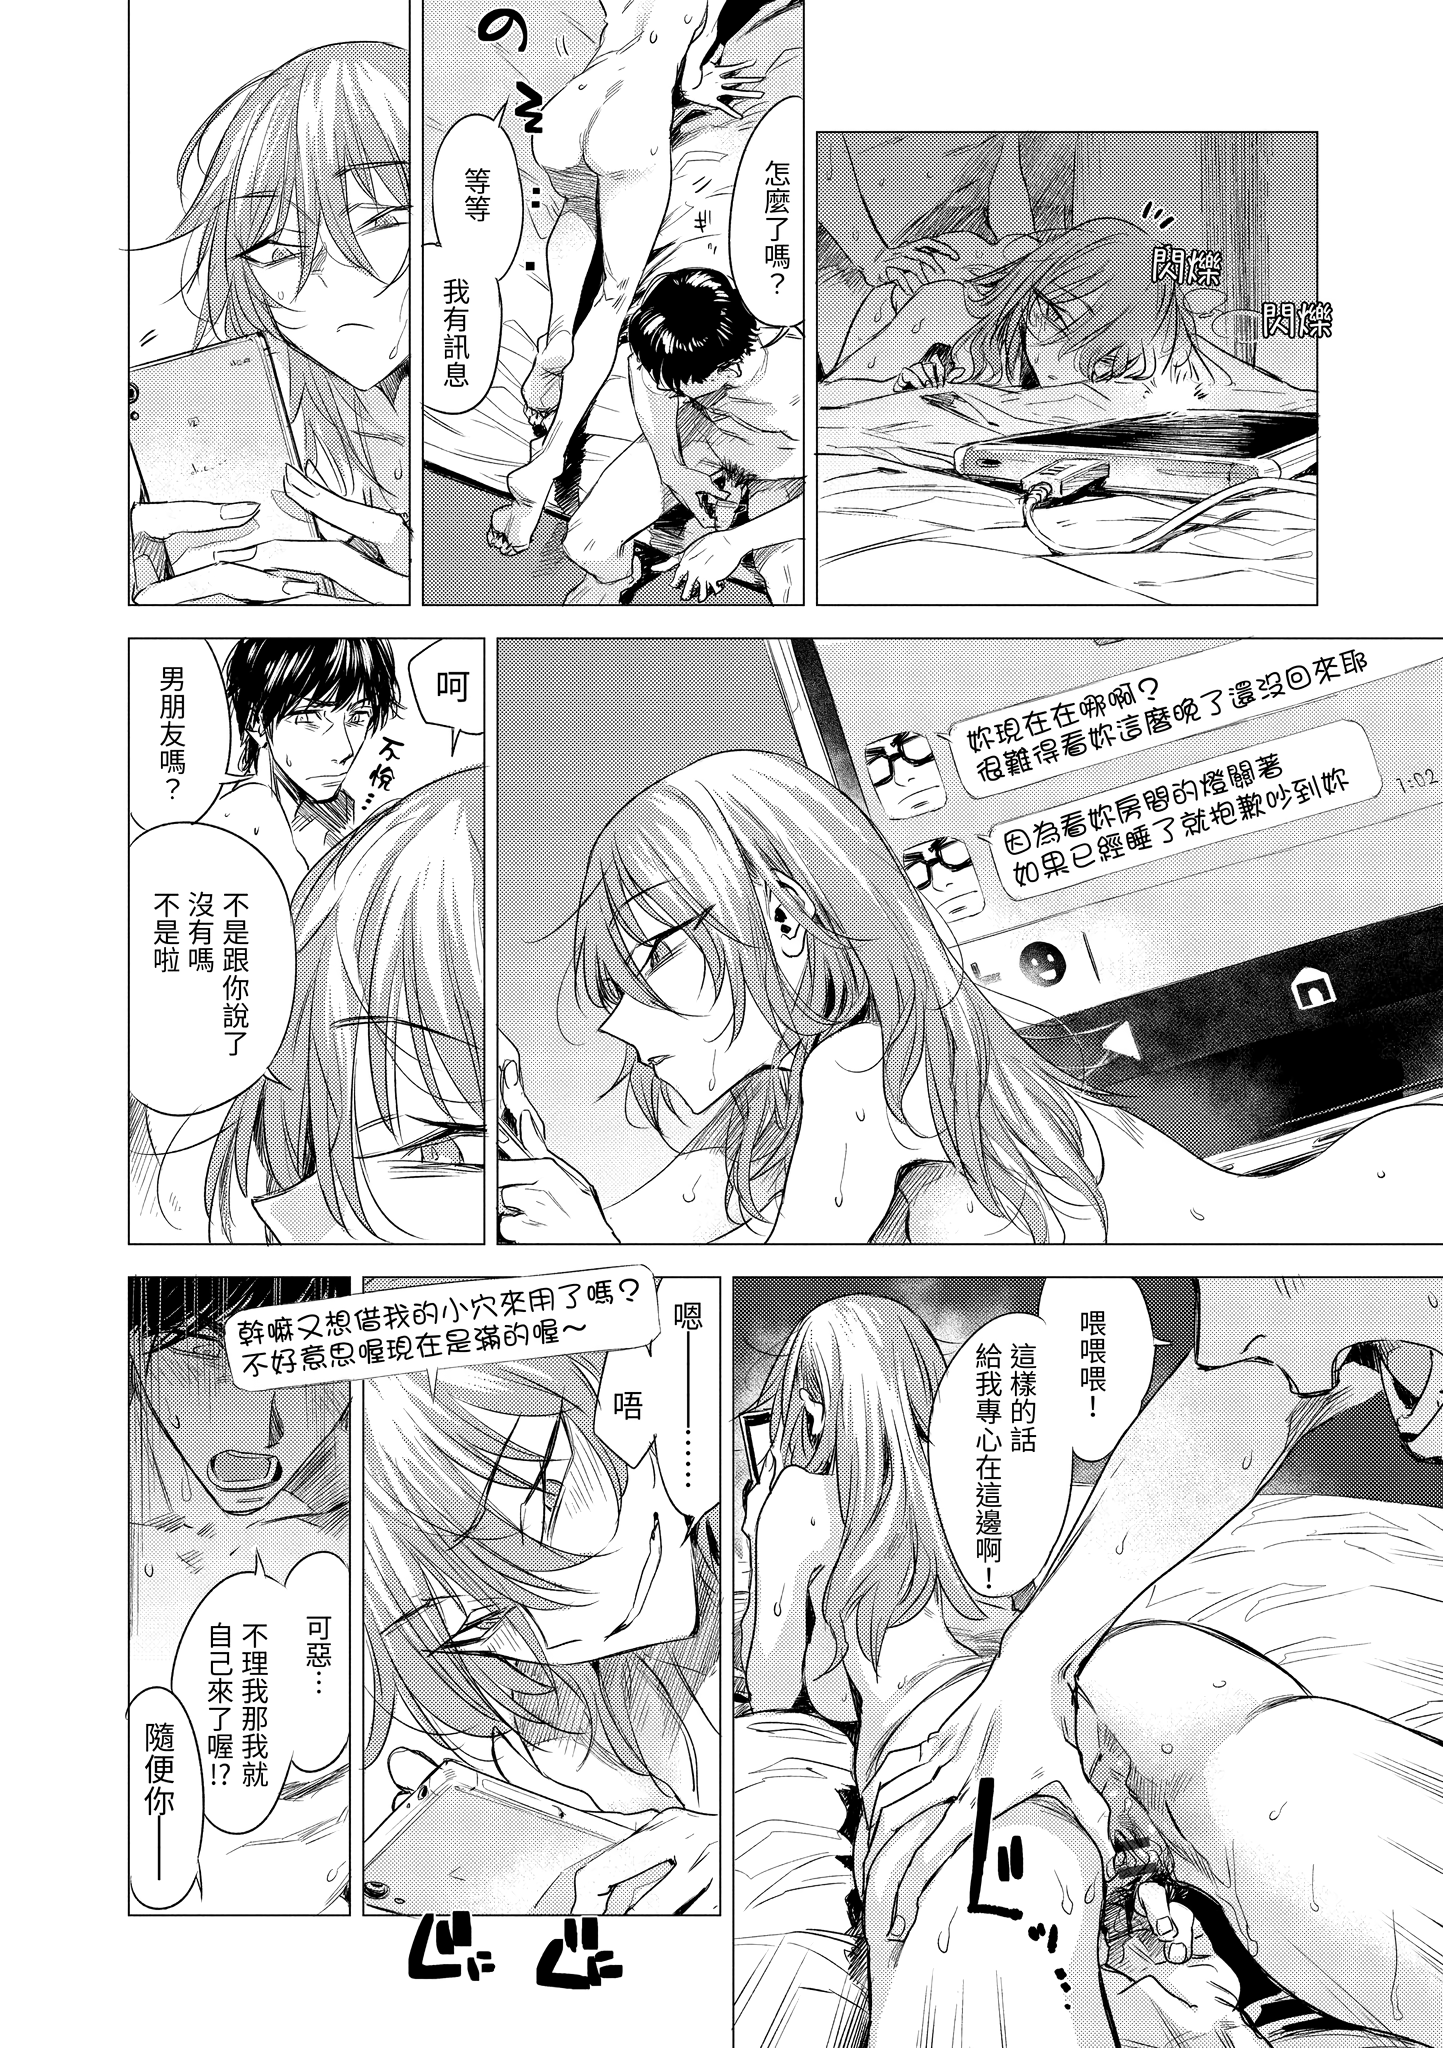 閃爍
閃爍
怎麼了嗎?
の
そ
:
等等
我有訊息
妳現在在哪啊?
很難得看妳這麼晚了還沒回來耶
因為看妳房間的燈關著
如果已經睡了就抱歉吵到妳
1:02
呵
不悅…
男朋友嗎?
不是跟你說了
沒有嗎
不是啦
喂喂喂!
這樣的話
給我專心在這邊啊!
嗯——……
唔
幹嘛又想借我的小穴來用了嗎?
不好意思喔現在是滿的喔～
可惡…
不理我那我就
自己來了喔!?
隨便你——